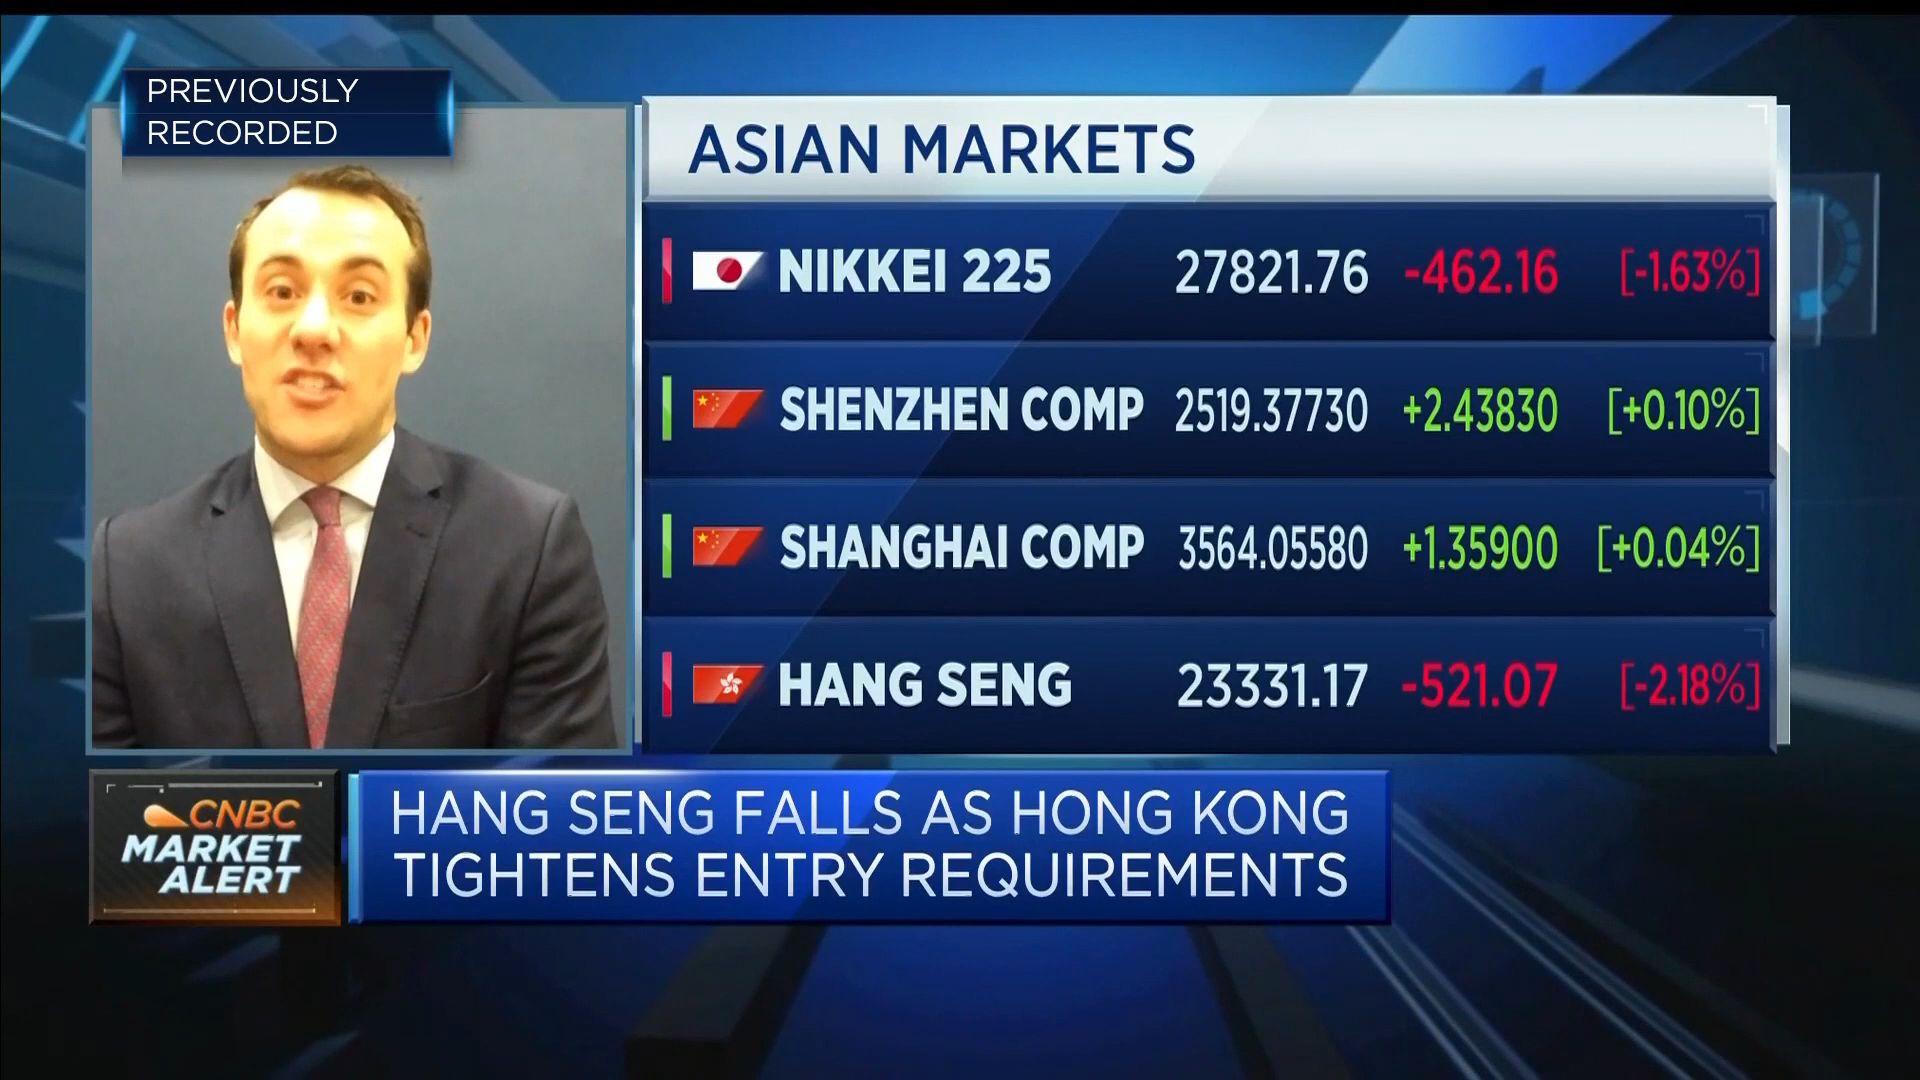 PREVIOUSLY
RECORDED
ASIAN MARKETS
NIKKEI 225 27821.76 -462.16 [-1.63%]
SHENZHEN COMP 2519.37730 +2.43830 [+0.10%]
SHANGHAI COMP 3564.05580 +1.35900 [+0.04%]
HANG SENG 23331.17 -521.07 [-2.18%]
CNBC
MARKET
ALERT
HANG SENG FALLS AS HONG KONG
TIGHTENS ENTRY REQUIREMENTS